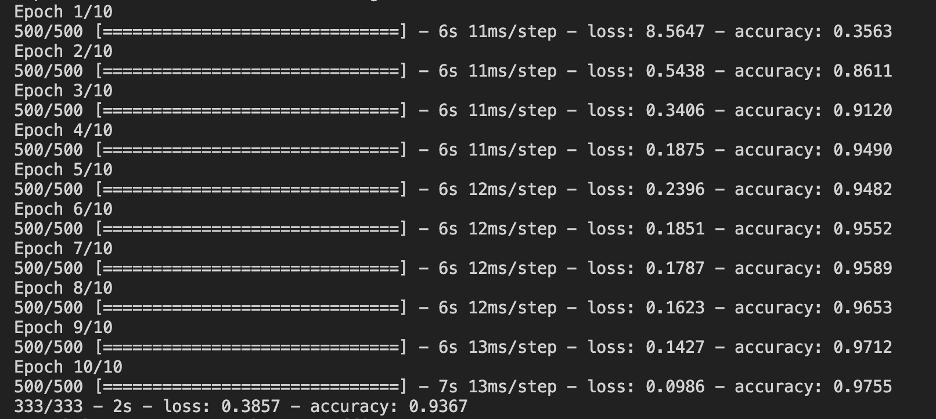 Epoch 1/10
500/500 [==============================] - 6s 11ms/step - loss: 8.5647 - accuracy: 0.3563
Epoch 2/10
500/500 [==============================] - 6s 11ms/step - loss: 0.5438 - accuracy: 0.8611
Epoch 3/10
500/500 [==============================] - 6s 11ms/step - loss: 0.3406 - accuracy: 0.9120
Epoch 4/10
500/500 [==============================] - 6s 11ms/step - loss: 0.1875 - accuracy: 0.9490
Epoch 5/10
500/500 [==============================] - 6s 12ms/step - loss: 0.2396 - accuracy: 0.9482
Epoch 6/10
500/500 [==============================] - 6s 12ms/step - loss: 0.1851 - accuracy: 0.9552
Epoch 7/10
500/500 [==============================] - 6s 12ms/step - loss: 0.1787 - accuracy: 0.9589
Epoch 8/10
500/500 [==============================] - 6s 12ms/step - loss: 0.1623 - accuracy: 0.9653
Epoch 9/10
500/500 [==============================] - 6s 13ms/step - loss: 0.1427 - accuracy: 0.9712
Epoch 10/10
500/500 [==============================] - 7s 13ms/step - loss: 0.0986 - accuracy: 0.9755
333/333 - 2s - loss: 0.3857 - accuracy: 0.9367